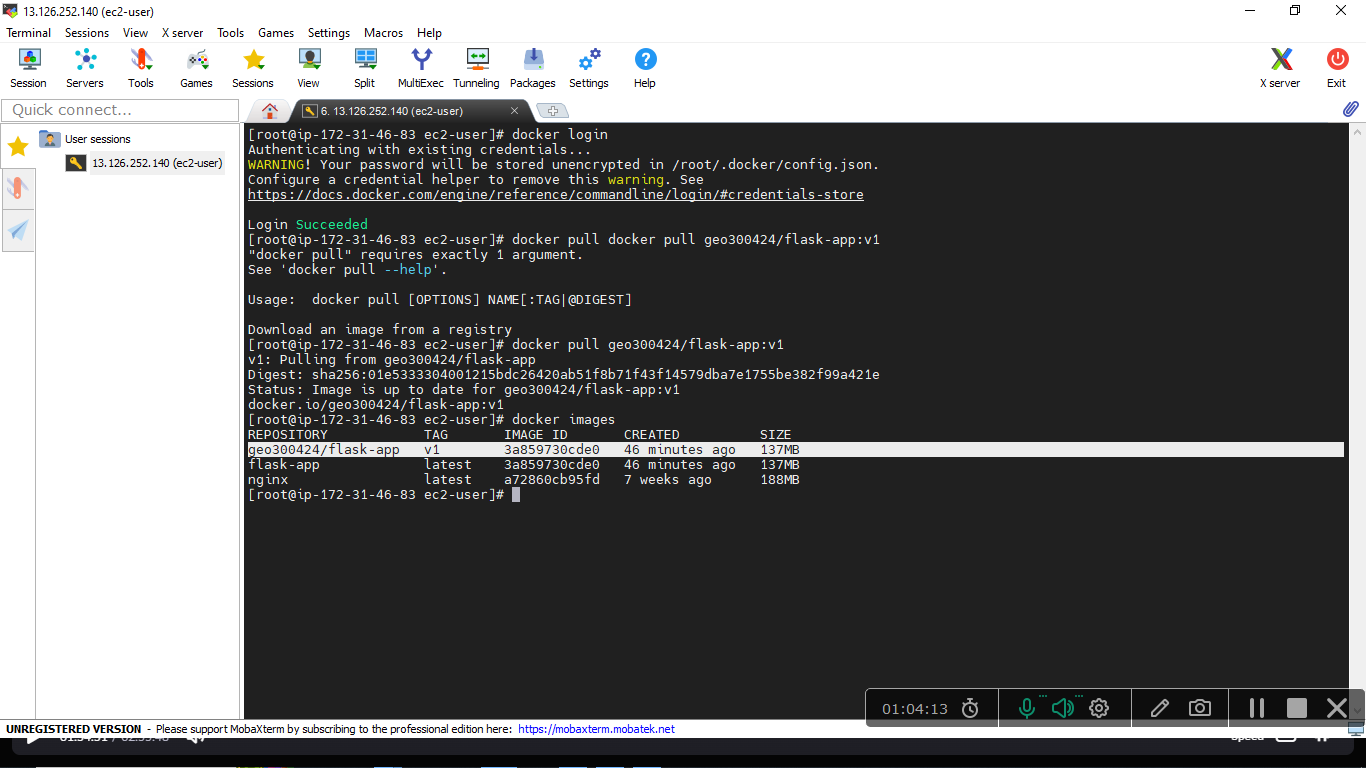 13.126.252.140 (ec2-user)
Terminal Sessions View X server Tools Games Settings Macros Help
Session Servers Tools Games Sessions View Split MultiExec Tunneling Packages Settings Help X server Exit
Quick connect...
6. 13.126.252.140 (ec2-user)
User sessions
13.126.252.140 (ec2-user)
[root@ip-172-31-46-83 ec2-user]# docker login
Authenticating with existing credentials...
WARNING! Your password will be stored unencrypted in /root/.docker/config.json.
Configure a credential helper to remove this warning. See
https://docs.docker.com/engine/reference/commandline/login/#credentials-store
Login Succeeded
[root@ip-172-31-46-83 ec2-user]# docker pull docker pull geo300424/flask-app:v1
"docker pull" requires exactly 1 argument.
See 'docker pull --help'.
Usage:  docker pull [OPTIONS] NAME[:TAG|@DIGEST]
Download an image from a registry
[root@ip-172-31-46-83 ec2-user]# docker pull geo300424/flask-app:v1
v1: Pulling from geo300424/flask-app
Digest: sha256:01e5333304001215bdc26420ab51f8b71f43f14579dba7e1755be382f99a421e
Status: Image is up to date for geo300424/flask-app:v1
docker.io/geo300424/flask-app:v1
[root@ip-172-31-46-83 ec2-user]# docker images
REPOSITORY            TAG       IMAGE ID       CREATED          SIZE
geo300424/flask-app   v1        3a859730cde0   46 minutes ago   137MB
flask-app             latest    3a859730cde0   46 minutes ago   137MB
nginx                 latest    a72860cb95fd   7 weeks ago      188MB
[root@ip-172-31-46-83 ec2-user]#
01:04:13
UNREGISTERED VERSION - Please support MobaXterm by subscribing to the professional edition here: https://mobaxterm.mobatek.net
Speed